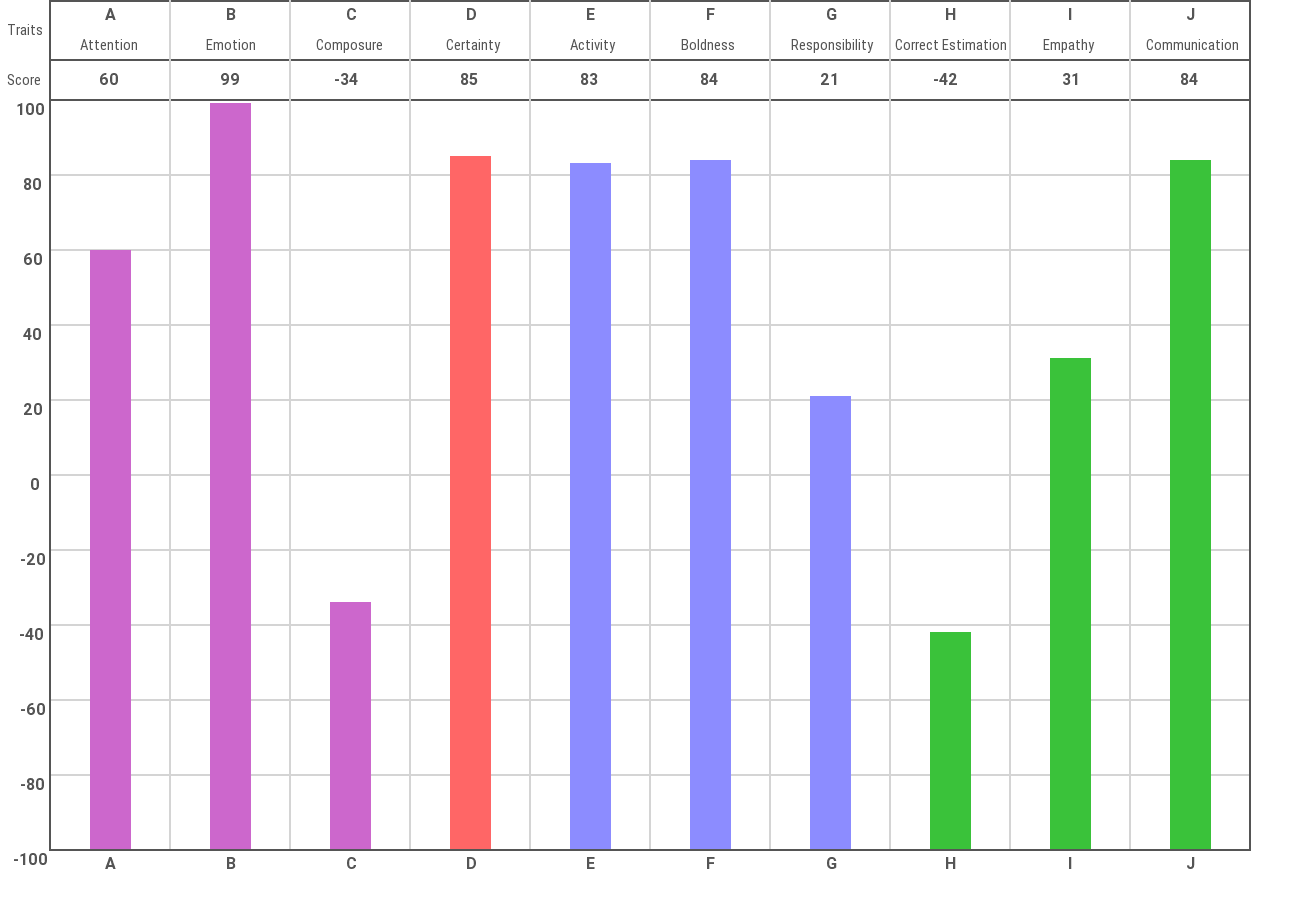 Traits
A B C D E F G H I J
Attention Emotion Composure Certainty Activity Boldness Responsibility Correct Estimation Empathy Communication
Score 60 99 -34 85 83 84 21 -42 31 84
100
80
60
40
20
0
-20
-40
-60
-80
-100
A B C D E F G H I J